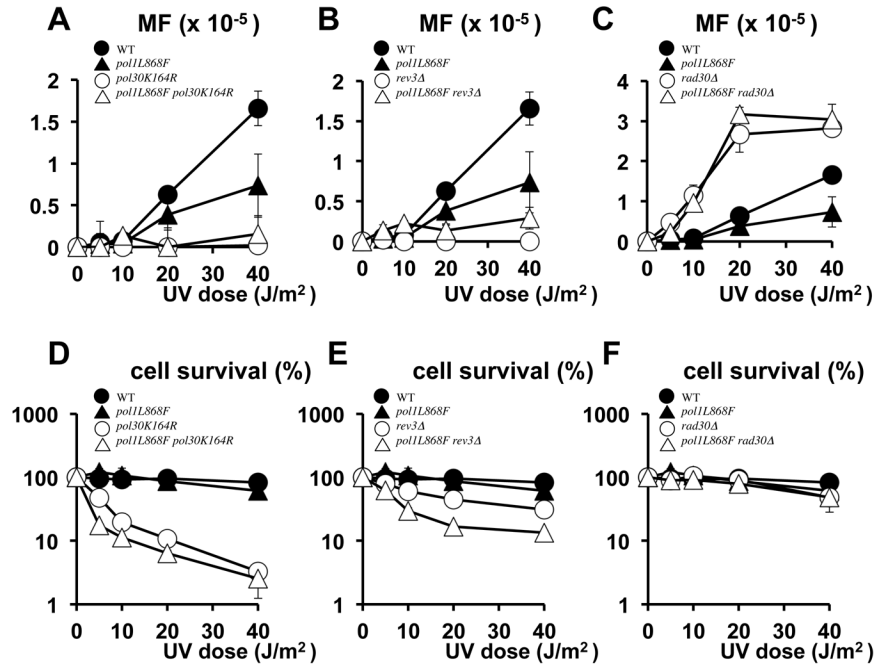 A
MF (x 10-5)
WT
pol1L868F
pol30K164R
pol1L868F pol30K164R
2
1.5
1
0.5
0
0 10 20 30 40
UV dose (J/m2)
B
MF (x 10-5)
WT
pol1L868F
rev3Δ
pol1L868F rev3Δ
2
1.5
1
0.5
0
0 10 20 30 40
UV dose (J/m2)
C
MF (x 10-5)
WT
pol1L868F
rad30Δ
pol1L868F rad30Δ
4
3
2
1
0
0 10 20 30 40
UV dose (J/m2)
D
cell survival (%)
WT
pol1L868F
pol30K164R
pol1L868F pol30K164R
1000
100
10
1
0 10 20 30 40
UV dose (J/m2)
E
cell survival (%)
WT
pol1L868F
rev3Δ
pol1L868F rev3Δ
1000
100
10
1
0 10 20 30 40
UV dose (J/m2)
F
cell survival (%)
WT
pol1L868F
rad30Δ
pol1L868F rad30Δ
1000
100
10
1
0 10 20 30 40
UV dose (J/m2)